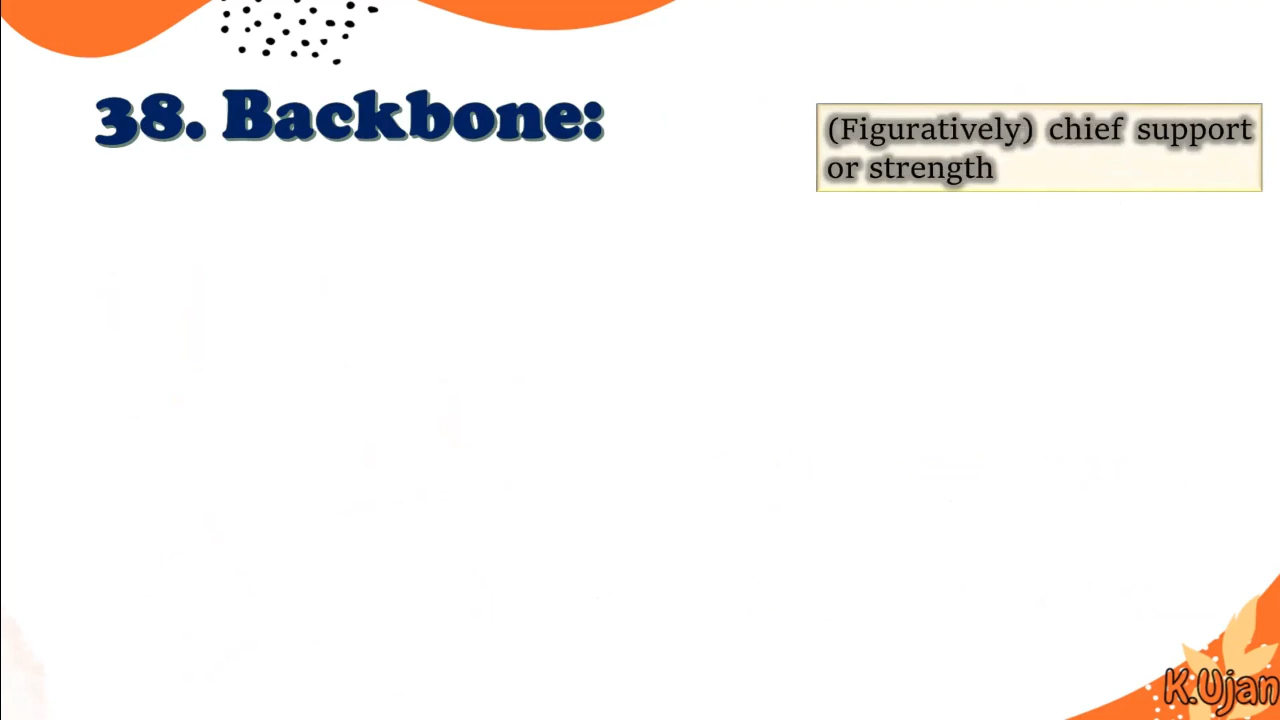 38. Backbone:
(Figuratively) chief support
or strength
K.Ujan